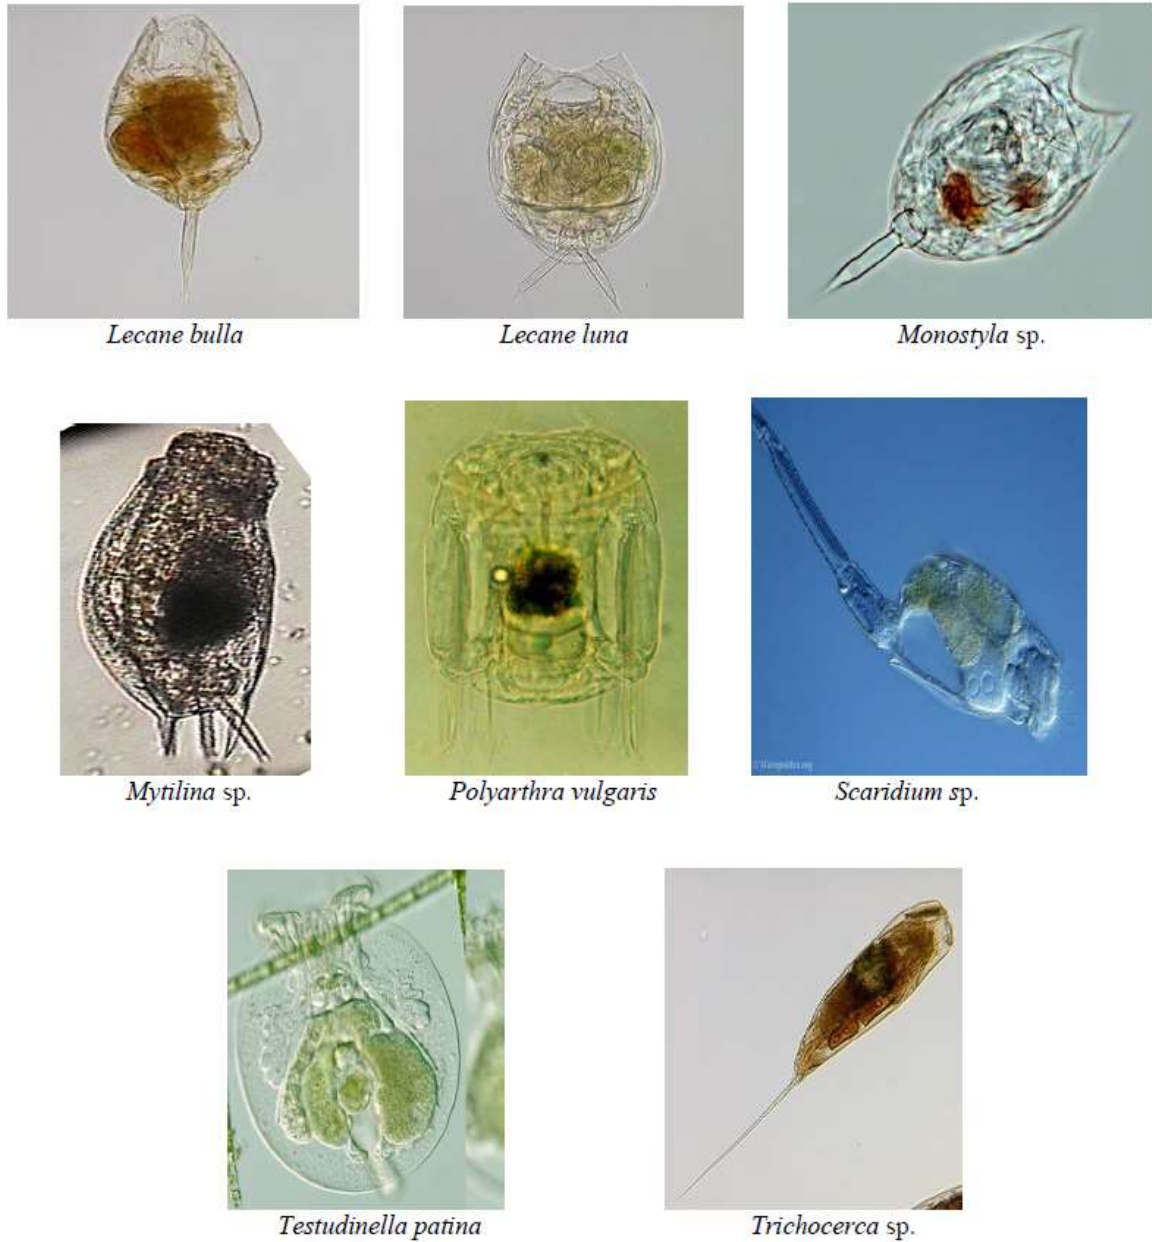 Lecane bulla
Lecane luna
Monostyla sp.
Mytilina sp.
Polyarthra vulgaris
Scaridium sp.
Testudinella patina
Trichocerca sp.